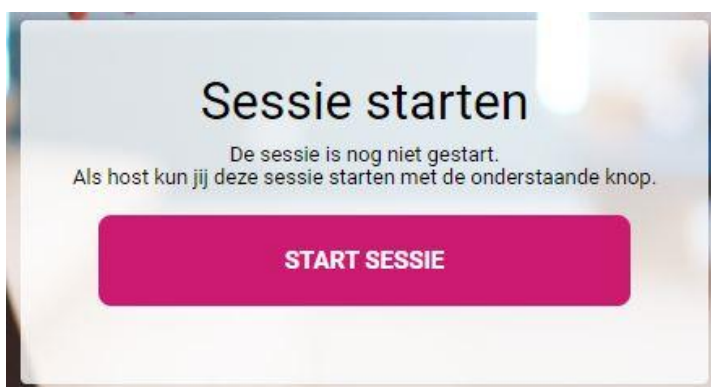 Sessie starten
De sessie is nog niet gestart.
Als host kun jij deze sessie starten met de onderstaande knop.
START SESSIE